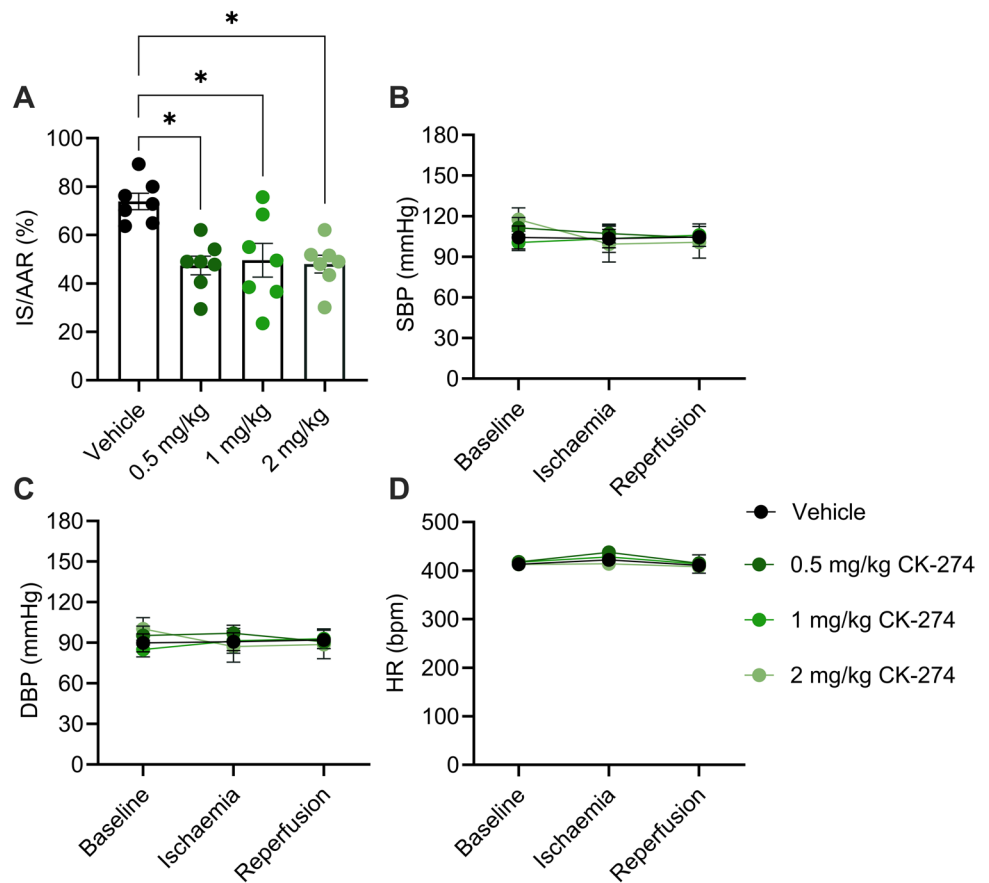 A
*
*
*
IS/AAR (%)
100
80
60
40
20
0
Vehicle
0.5 mg/kg
1 mg/kg
2 mg/kg
B
SBP (mmHg)
180
150
120
90
60
30
0
Baseline
Ischaemia
Reperfusion
C
DBP (mmHg)
180
150
120
90
60
30
0
Baseline
Ischaemia
Reperfusion
D
HR (bpm)
500
400
300
200
100
0
Baseline
Ischaemia
Reperfusion
Vehicle
0.5 mg/kg CK-274
1 mg/kg CK-274
2 mg/kg CK-274